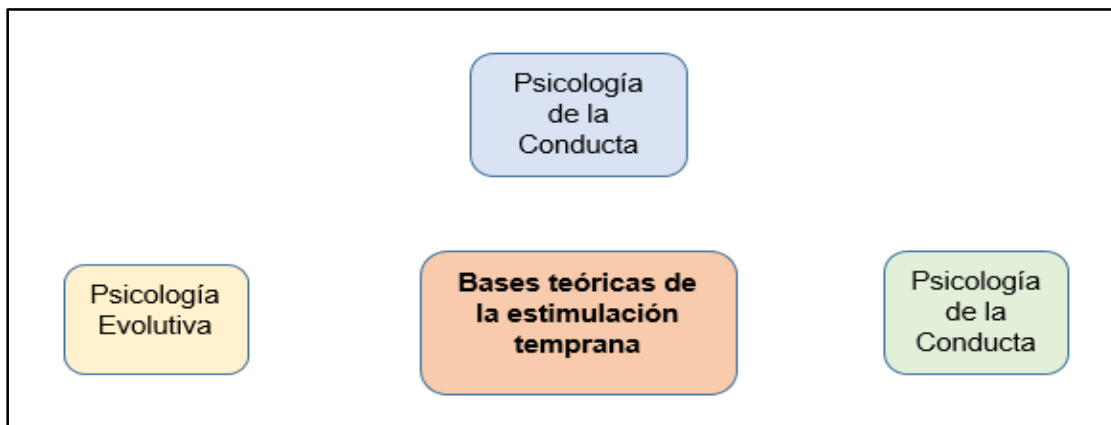 Psicología
de la
Conducta
Psicología
Evolutiva
Bases teóricas de
la estimulación
temprana
Psicología
de la
Conducta